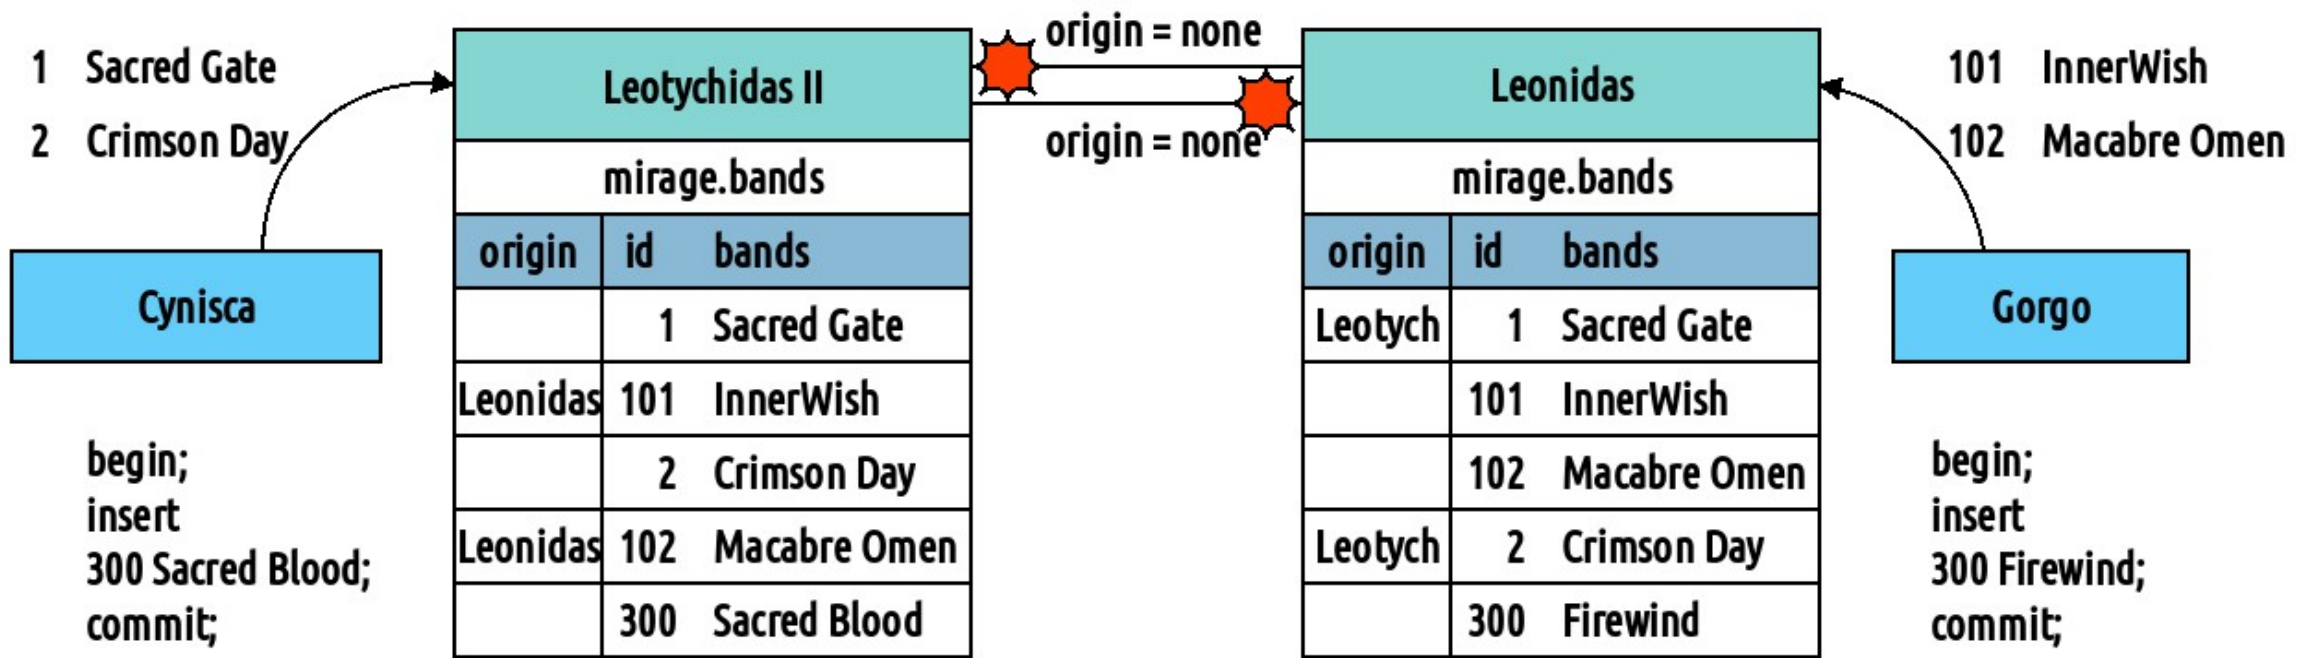 1 Sacred Gate
2 Crimson Day
Cynisca
begin;
insert
300 Sacred Blood;
commit;
Leotychidas II
mirage.bands
origin id bands
1 Sacred Gate
Leonidas 101 InnerWish
2 Crimson Day
Leonidas 102 Macabre Omen
300 Sacred Blood
origin = none
origin = none
Leonidas
mirage.bands
origin id bands
Leotych 1 Sacred Gate
101 InnerWish
102 Macabre Omen
Leotych 2 Crimson Day
300 Firewind
101 InnerWish
102 Macabre Omen
Gorgo
begin;
insert
300 Firewind;
commit;